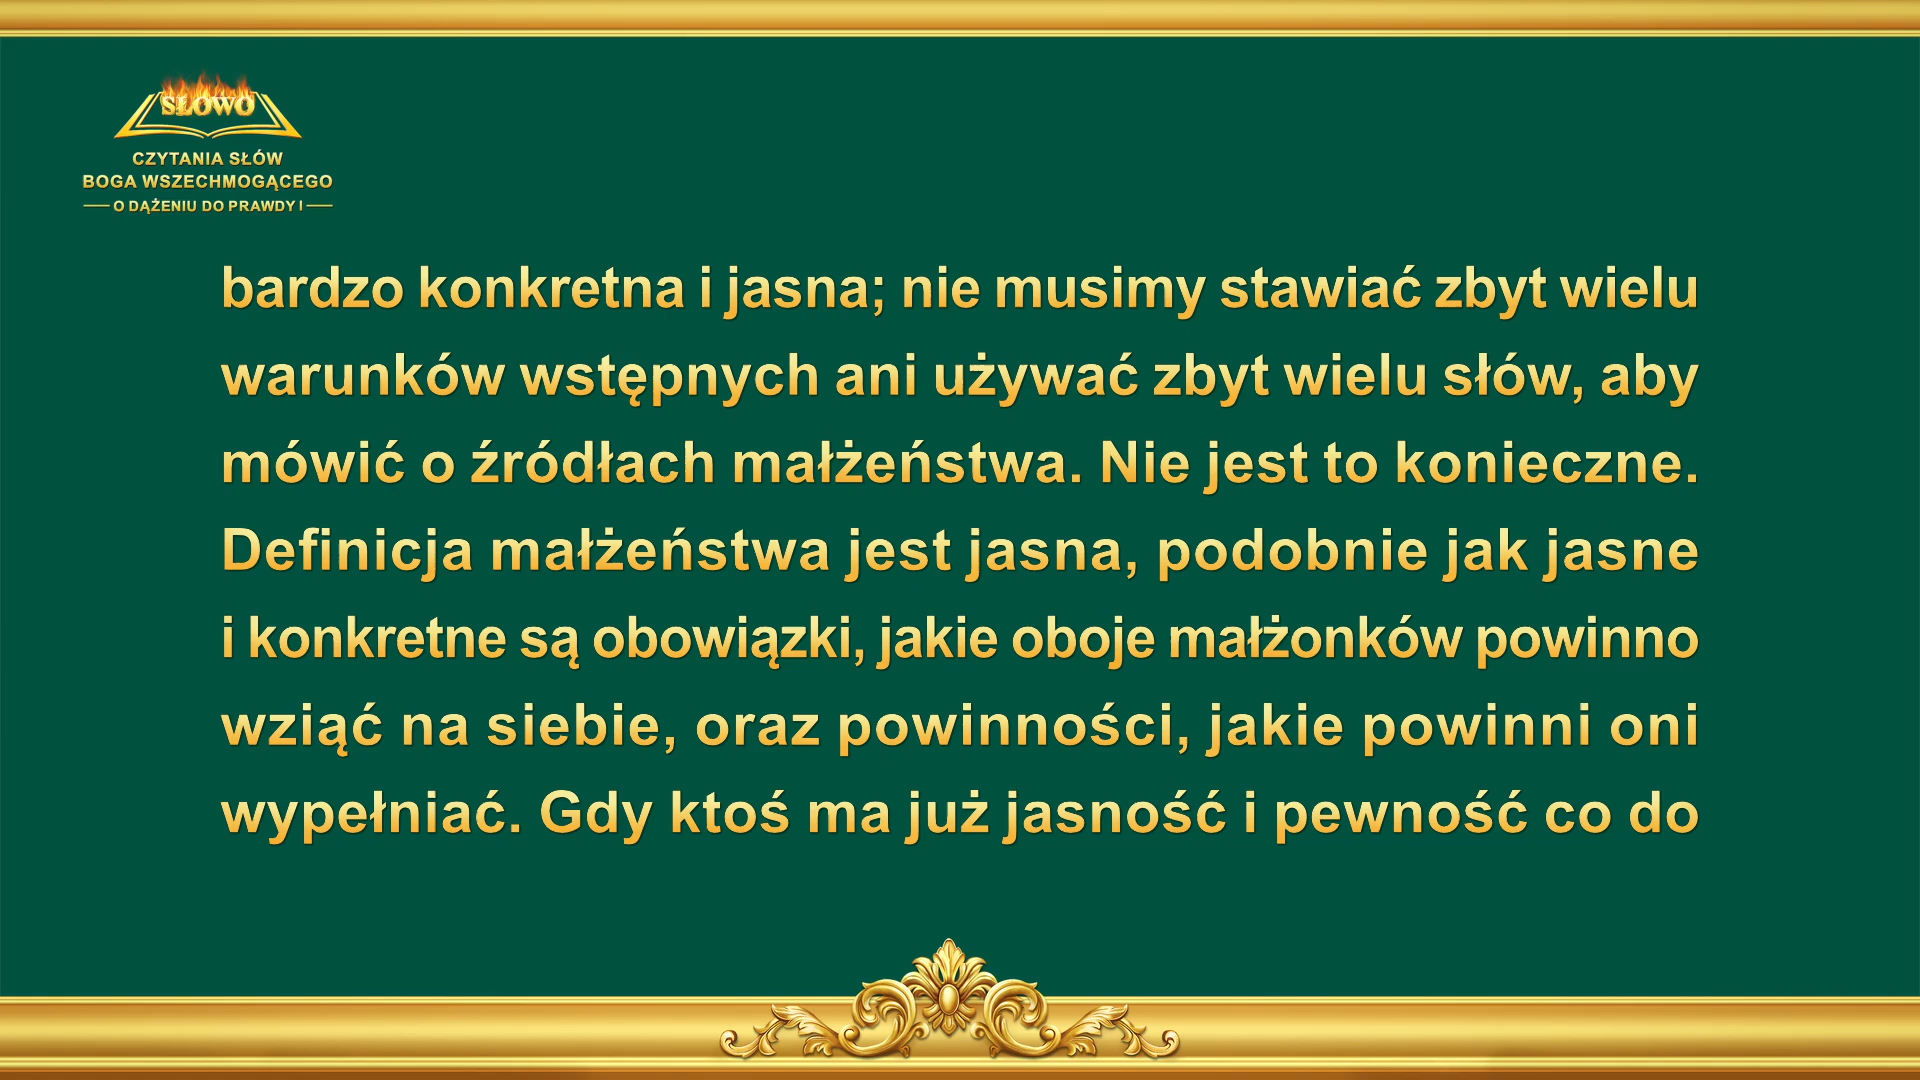 SŁOWO
CZYTANIA SŁÓW
BOGA WSZECHMOGĄCEGO
O DĄŻENIU DO PRAWDY I
bardzo konkretna i jasna; nie musimy stawiać zbyt wielu
warunków wstępnych ani używać zbyt wielu słów, aby
mówić o źródłach małżeństwa. Nie jest to konieczne.
Definicja małżeństwa jest jasna, podobnie jak jasne
i konkretne są obowiązki, jakie oboje małżonków powinno
wziąć na siebie, oraz powinności, jakie powinni oni
wypełniać. Gdy ktoś ma już jasność i pewność co do